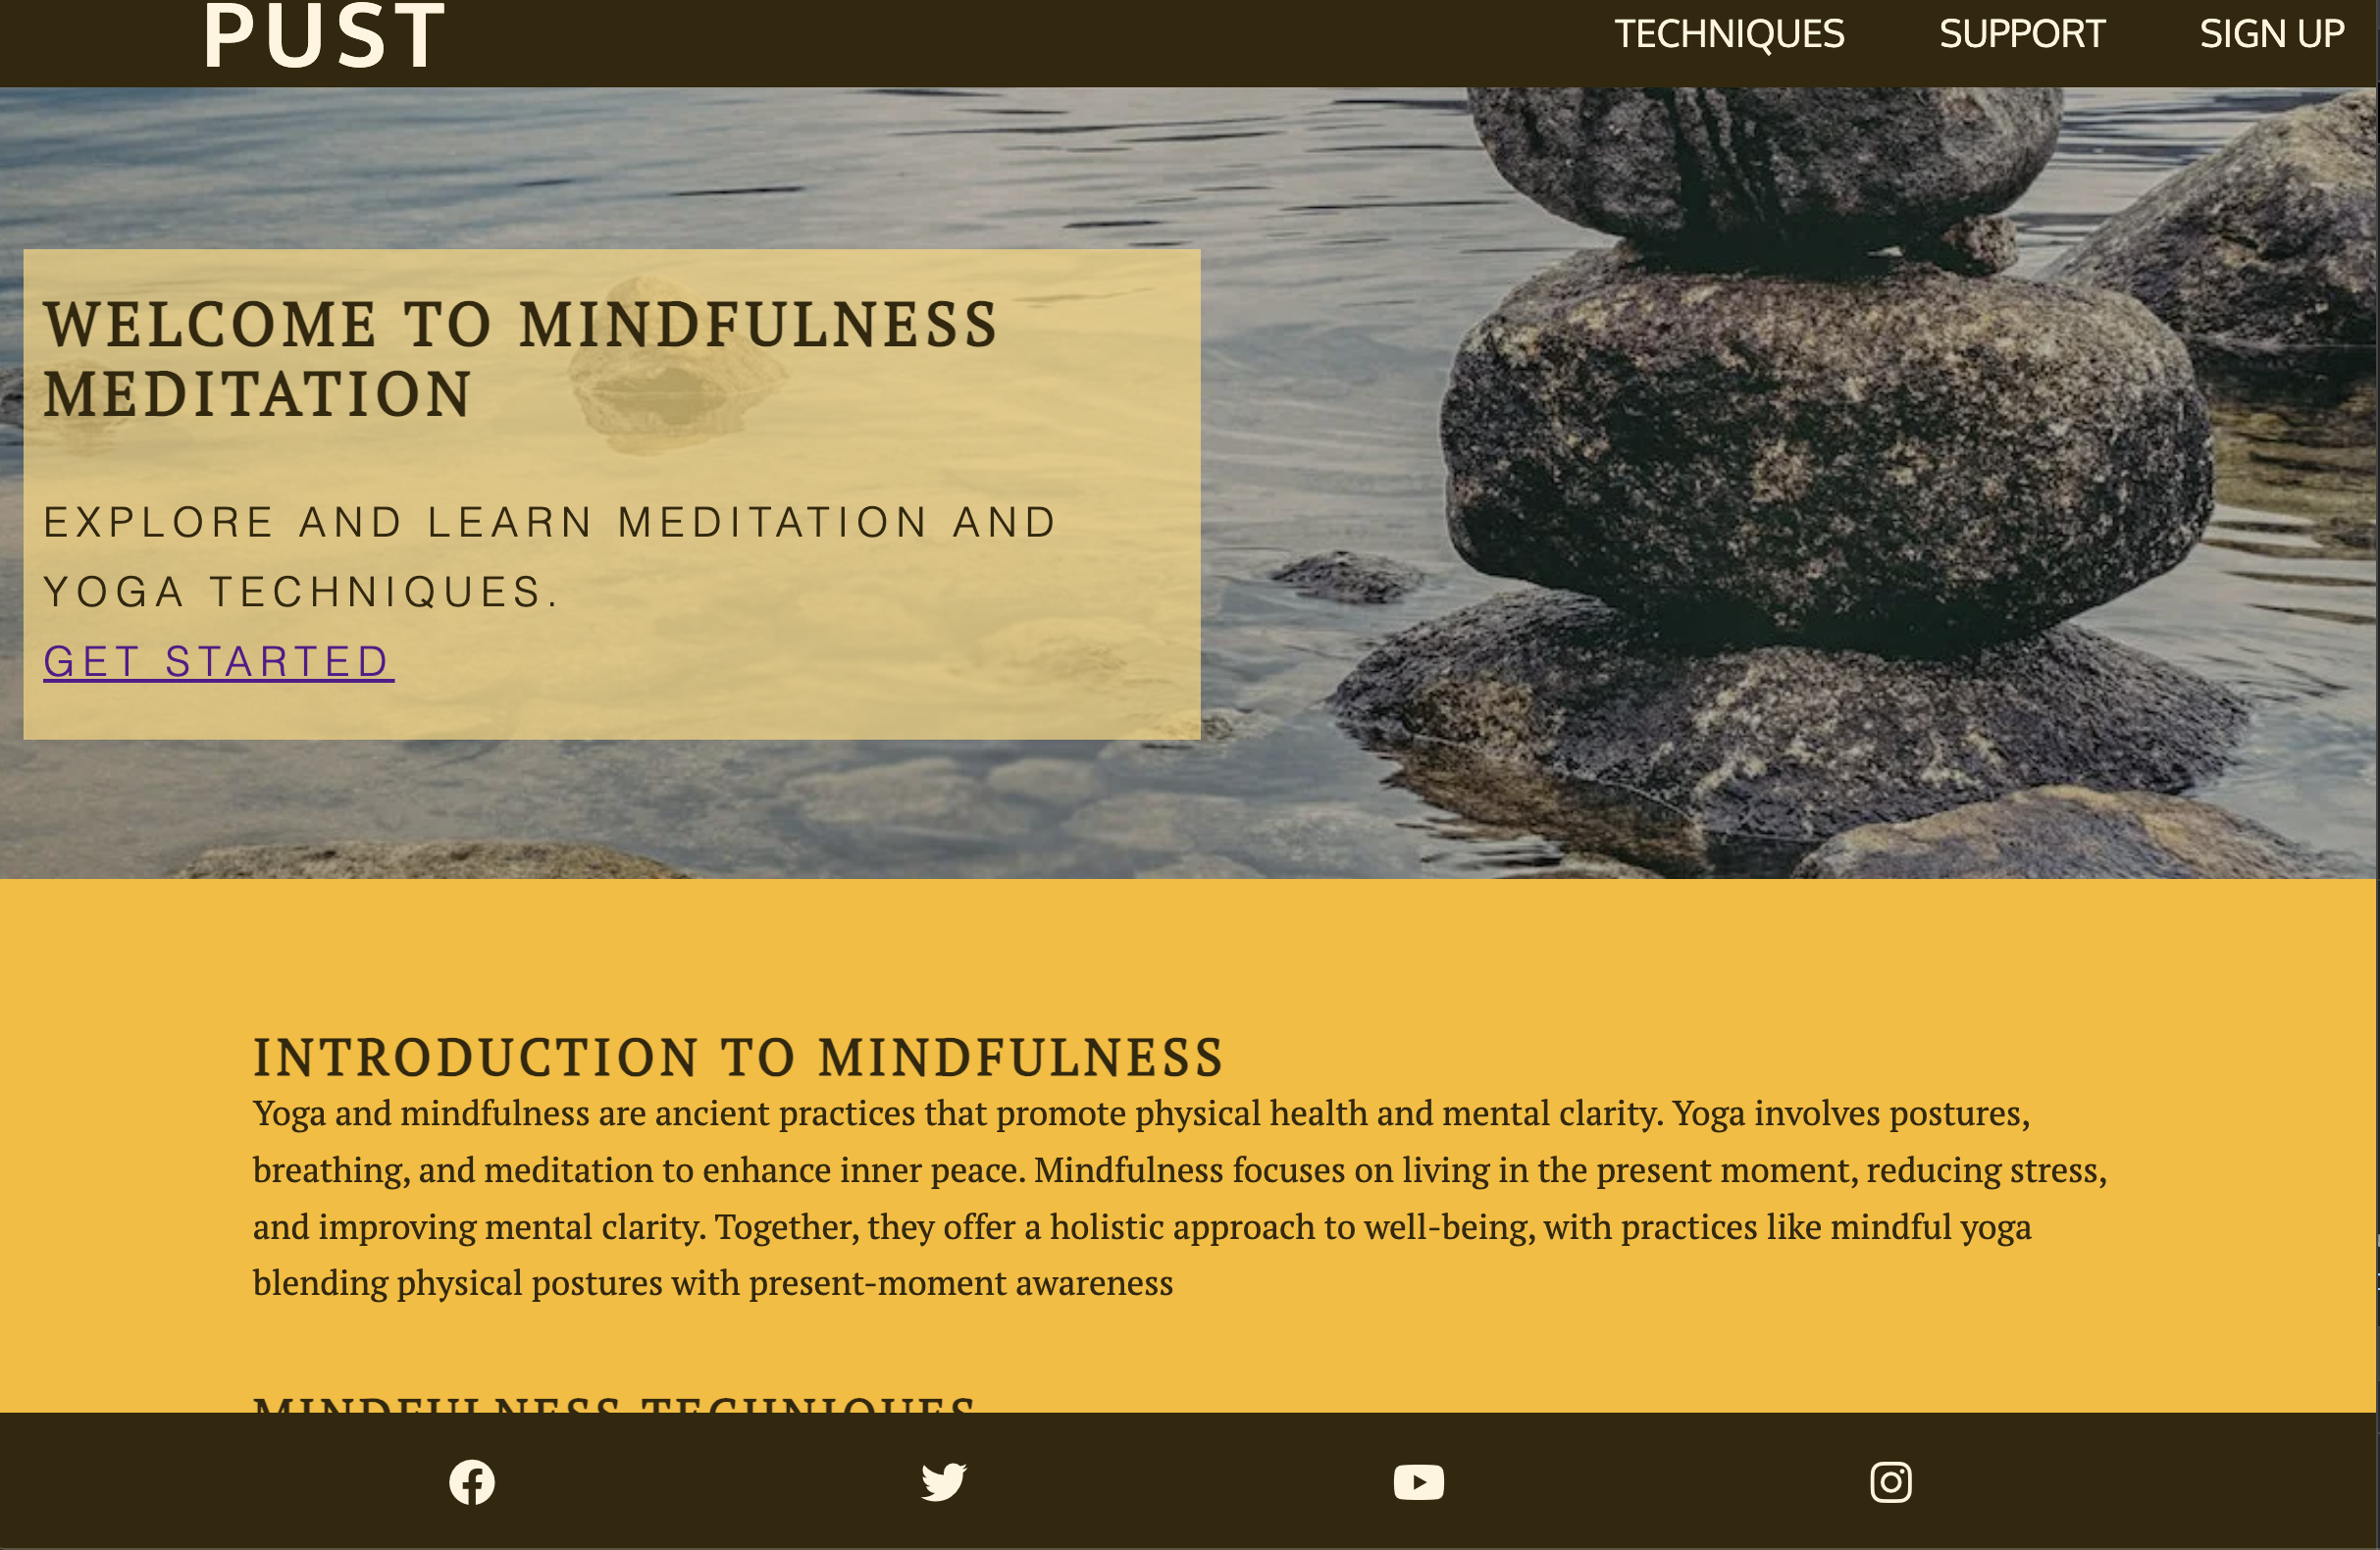 PUST
TECHNIQUES SUPPORT SIGN UP
WELCOME TO MINDFULNESS
MEDITATION
EXPLORE AND LEARN MEDITATION AND
YOGA TECHNIQUES.
GET STARTED
INTRODUCTION TO MINDFULNESS
Yoga and mindfulness are ancient practices that promote physical health and mental clarity. Yoga involves postures,
breathing, and meditation to enhance inner peace. Mindfulness focuses on living in the present moment, reducing stress,
and improving mental clarity. Together, they offer a holistic approach to well-being, with practices like mindful yoga
blending physical postures with present-moment awareness
MINDFULNESS TECHNIQUES